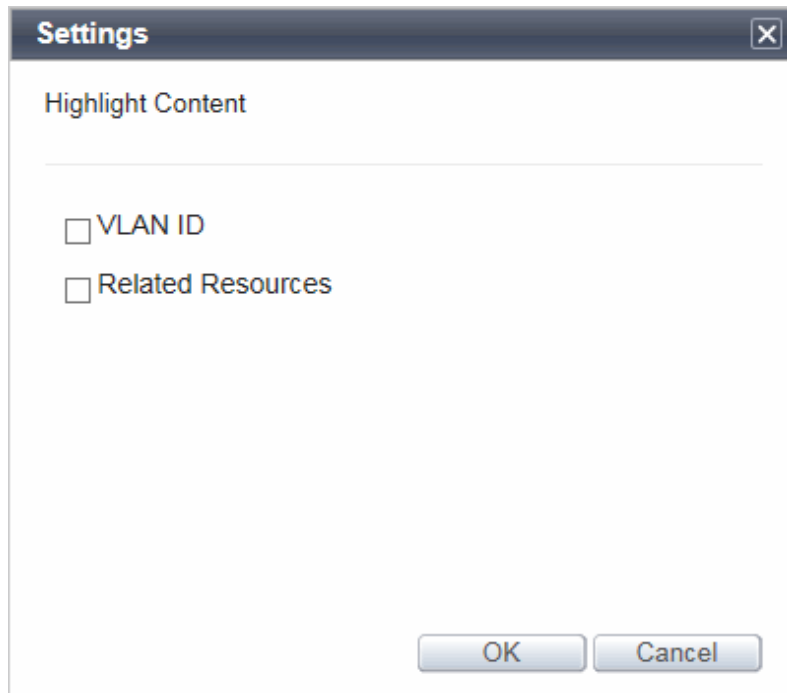 Settings
Highlight Content
VLAN ID
Related Resources
OK Cancel